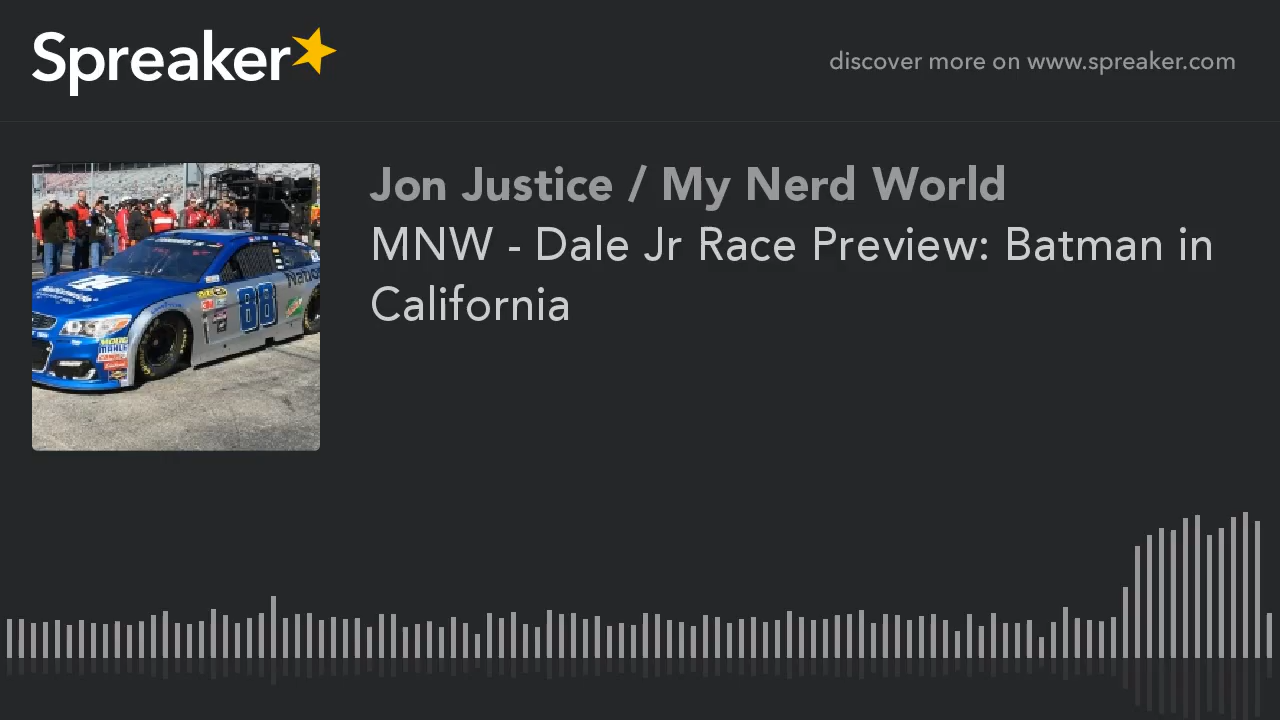 Spreaker
discover more on www.spreaker.com
Jon Justice / My Nerd World
MNW - Dale Jr Race Preview: Batman in
California
88